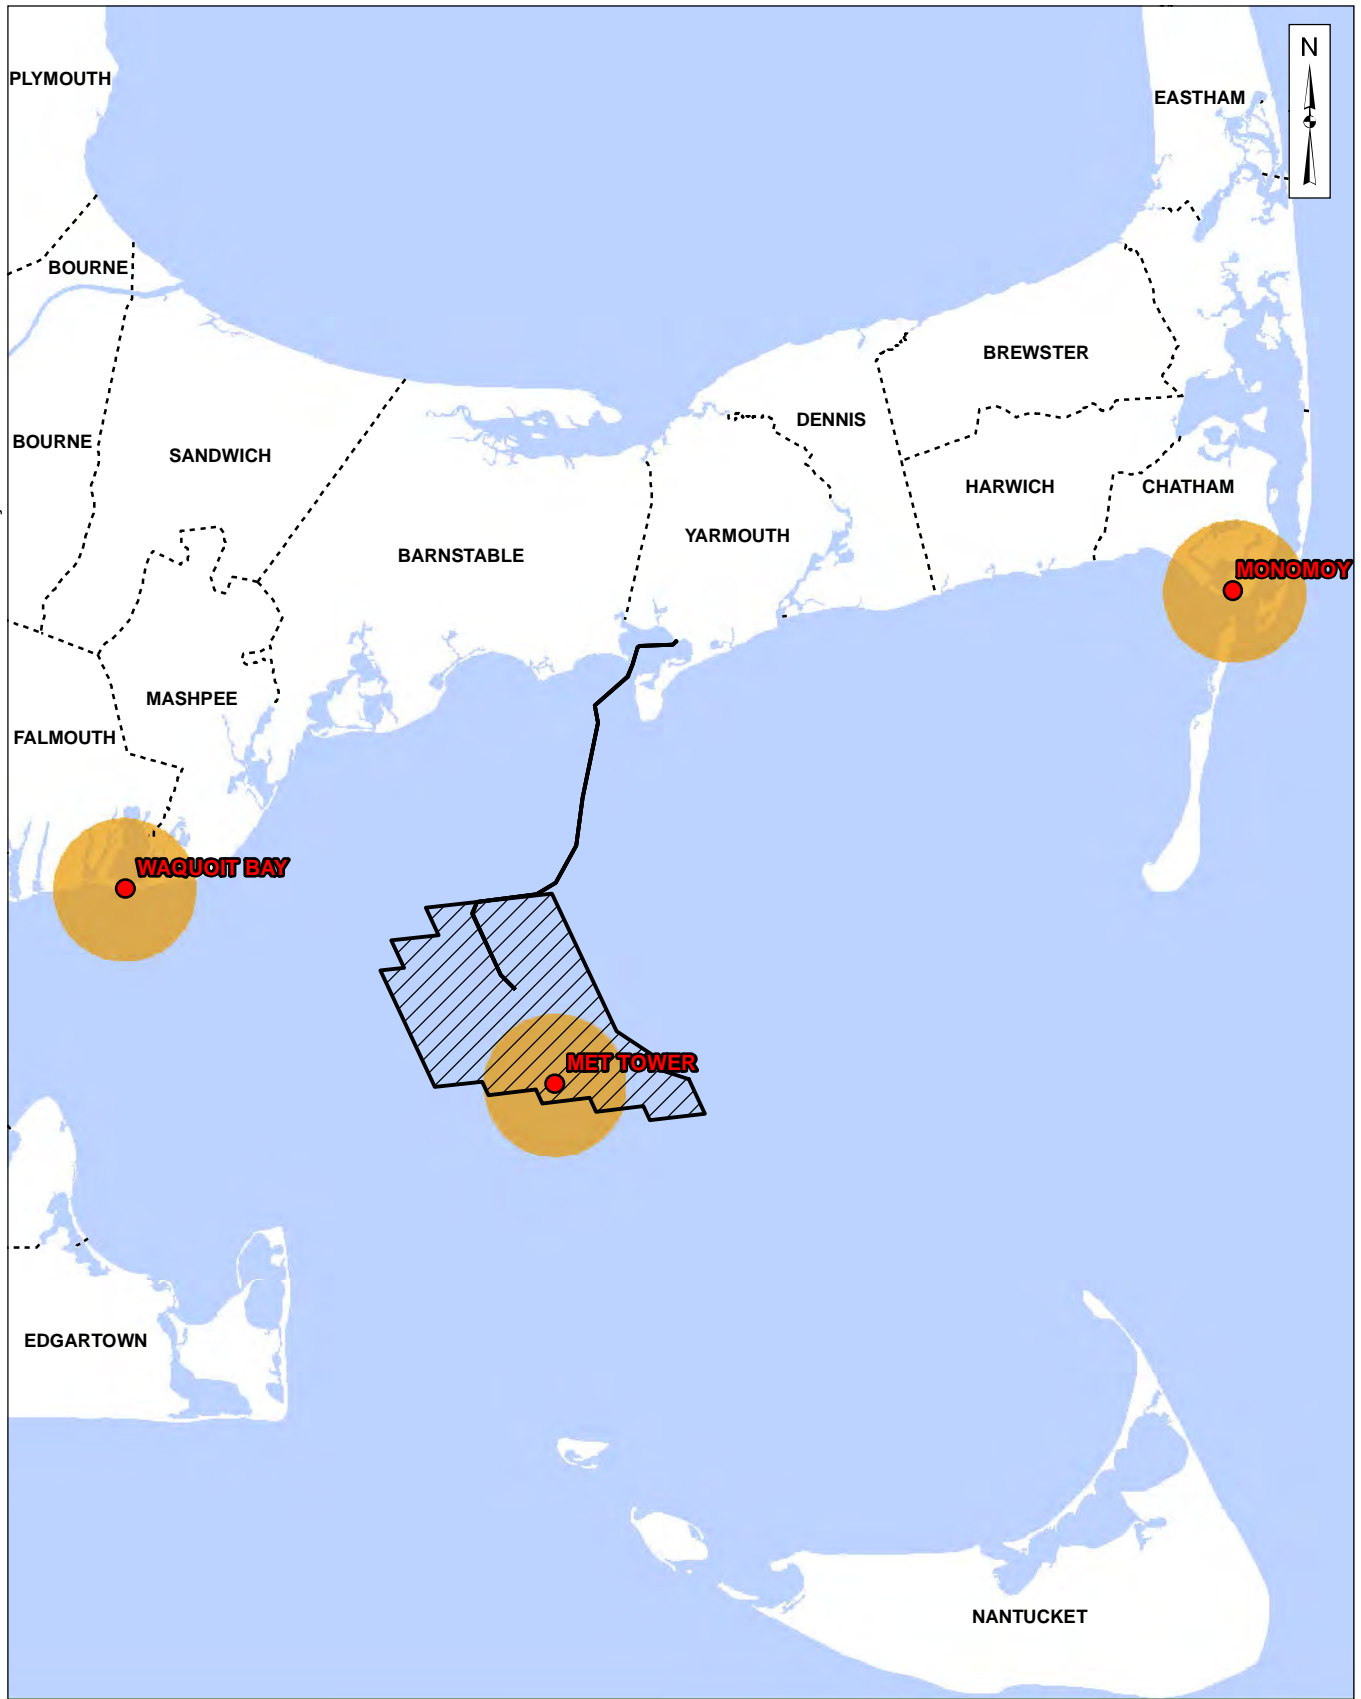 N
PLYMOUTH
EASTHAM
BOURNE
BREWSTER
DENNIS
BOURNE
SANDWICH
HARWICH
CHATHAM
YARMOUTH
BARNSTABLE
MONOMOY
MASHPEE
FALMOUTH
WAQUOIT BAY
MET TOWER
EDGARTOWN
NANTUCKET